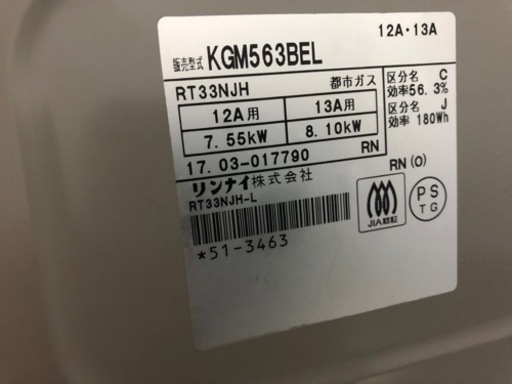 12A・13A
販売型式 KGM563BEL
RT33NJH 都市ガス
12A用 13A用
7.55kW 8.10kW
RN
区分名 C
効率56.3%
区分名 J
効率 180Wh
17.03-017790
RN(O)
リンナイ株式会社
RT33NJH-L
*51-3463
JIA認証
PS
TG